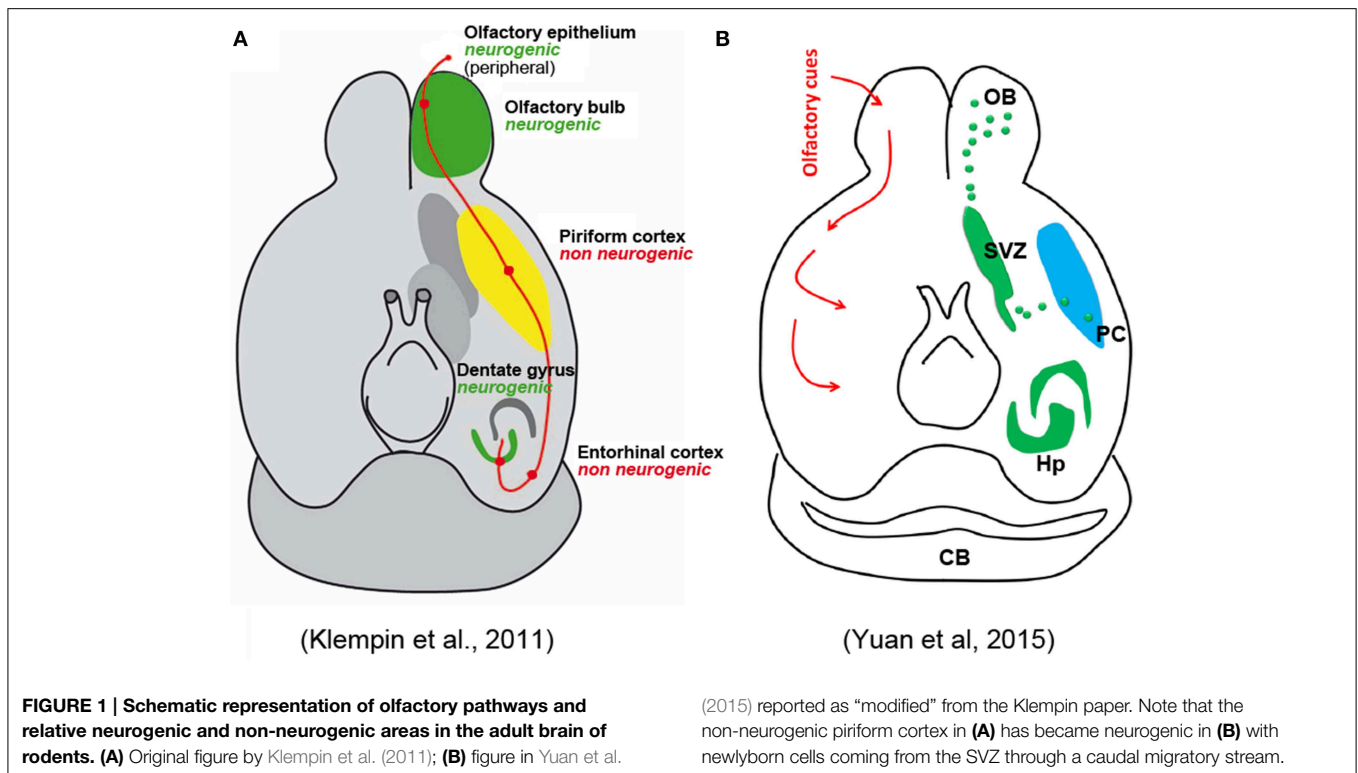 A
Olfactory epithelium
neurogenic
(peripheral)
Olfactory bulb
neurogenic
Piriform cortex
non neurogenic
Dentate gyrus
neurogenic
Entorhinal cortex
non neurogenic
(Klempin et al., 2011)
B
Olfactory cues
OB
SVZ
PC
Hp
CB
(Yuan et al, 2015)
FIGURE 1 | Schematic representation of olfactory pathways and
relative neurogenic and non-neurogenic areas in the adult brain of
rodents. (A) Original figure by Klempin et al. (2011); (B) figure in Yuan et al.
(2015) reported as “modified” from the Klempin paper. Note that the
non-neurogenic piriform cortex in (A) has became neurogenic in (B) with
newlyborn cells coming from the SVZ through a caudal migratory stream.